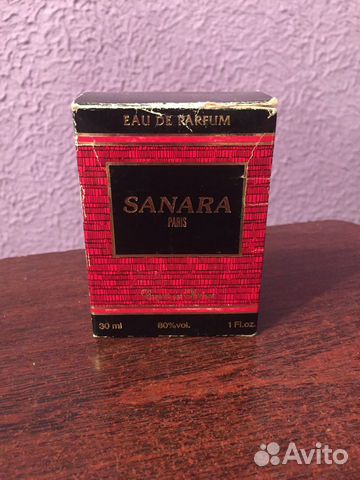 EAU DE PARFUM
SANARA
PARIS
30 ml 80%vol. 1 Fl.oz.
Avito